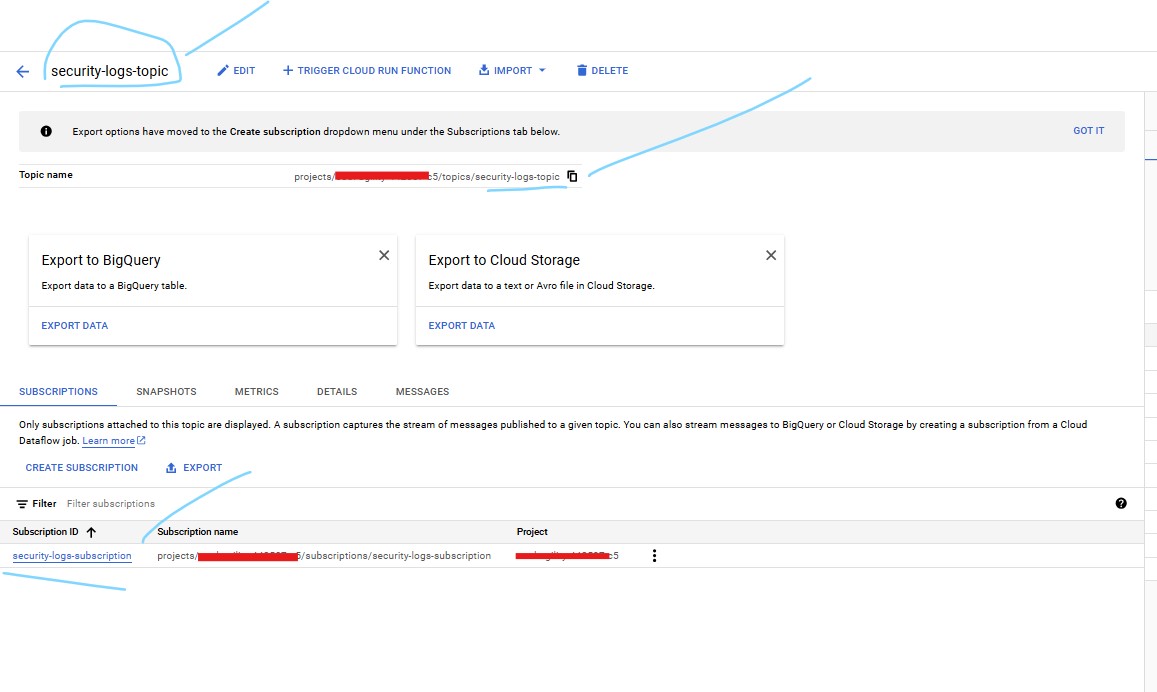 security-logs-topic EDIT TRIGGER CLOUD RUN FUNCTION IMPORT DELETE
Export options have moved to the Create subscription dropdown menu under the Subscriptions tab below. GOT IT
Topic name projects/ c5/topics/security-logs-topic
Export to BigQuery
Export data to a BigQuery table.
EXPORT DATA
Export to Cloud Storage
Export data to a text or Avro file in Cloud Storage.
EXPORT DATA
SUBSCRIPTIONS SNAPSHOTS METRICS DETAILS MESSAGES
Only subscriptions attached to this topic are displayed. A subscription captures the stream of messages published to a given topic. You can also stream messages to BigQuery or Cloud Storage by creating a subscription from a Cloud
Dataflow job. Learn more
CREATE SUBSCRIPTION EXPORT
Filter Filter subscriptions
Subscription ID Subscription name Project
security-logs-subscription projects/ 5/subscriptions/security-logs-subscription c5